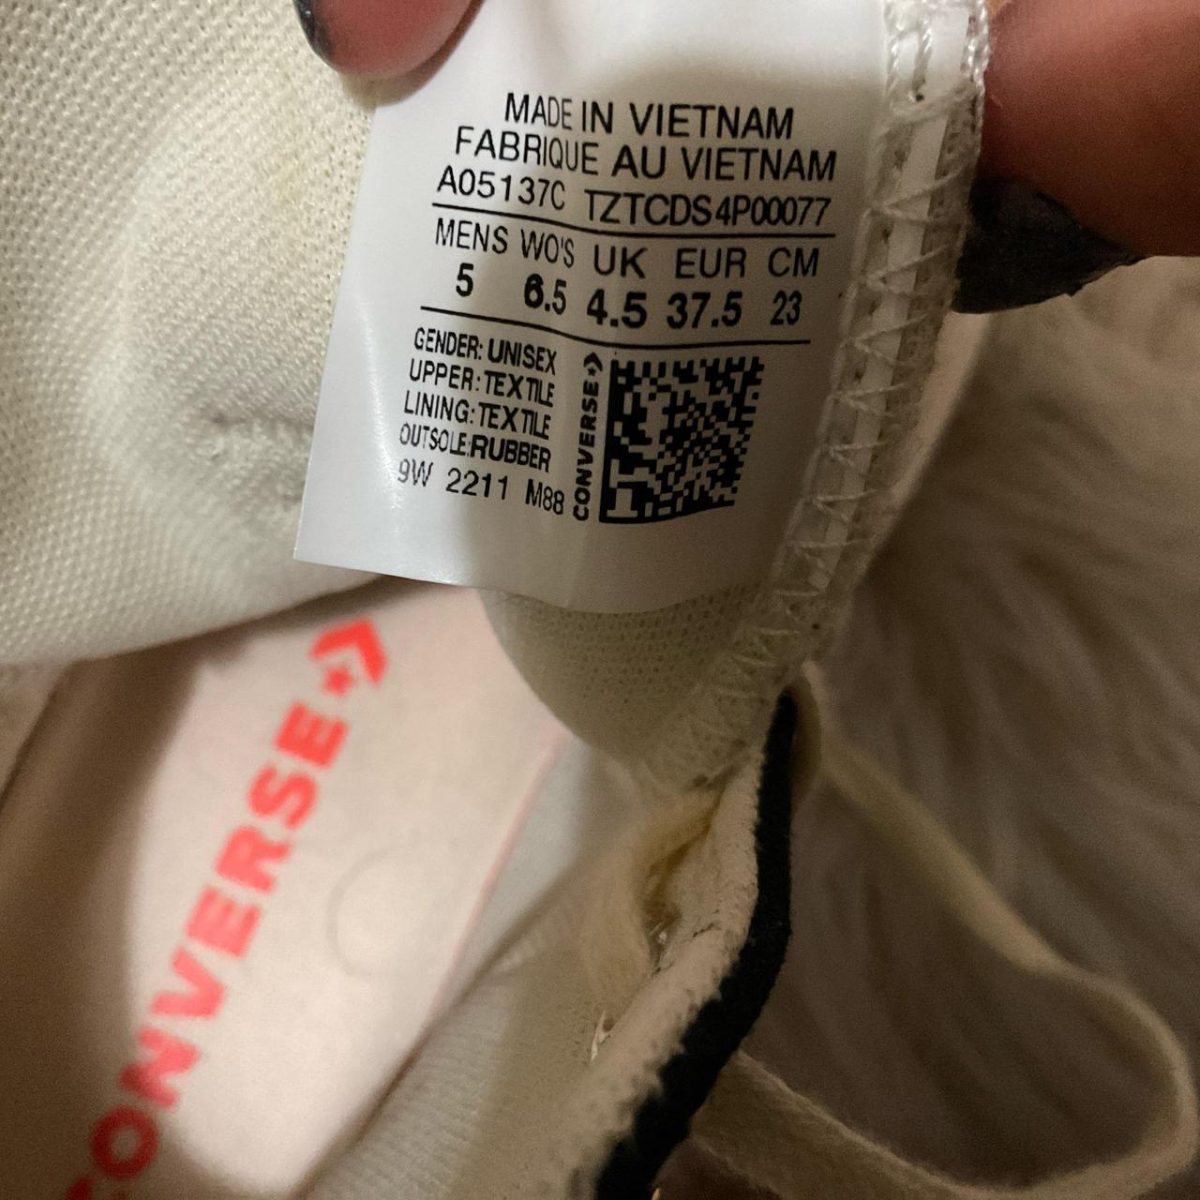 MADE IN VIETNAM
FABRIQUE AU VIETNAM
A05137C TZTCDS4P00077
MENS WO'S UK EUR CM
5 6.5 4.5 37.5 23
GENDER: UNISEX
UPPER: TEXTILE
LINING: TEXTILE
OUTSOLE: RUBBER
9W 2211 M88
CONVERSE
CONVERSE